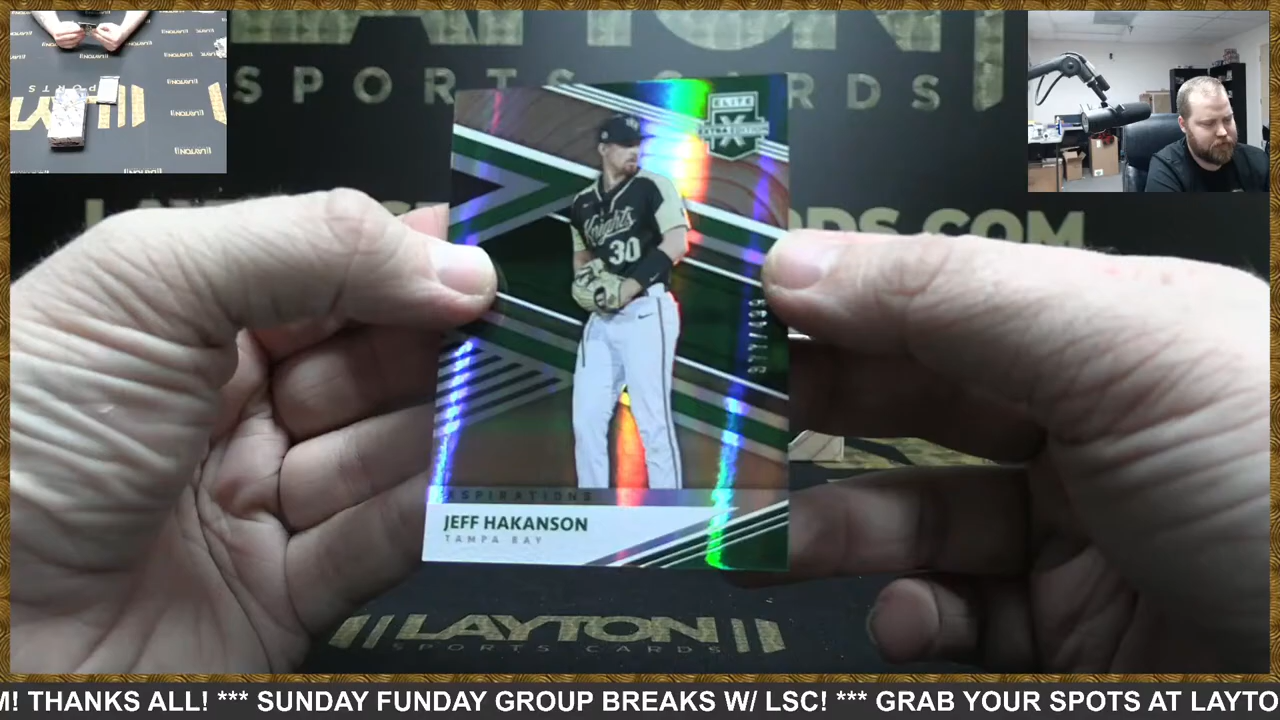 LAYTON
SPORTS CARDS
ELITE
X
EXTRA EDITION
Knights
30
ASPIRATIONS
JEFF HAKANSON
TAMPA BAY
LAYTON
SPORTS CARDS
M! THANKS ALL! *** SUNDAY FUNDAY GROUP BREAKS W/ LSC! *** GRAB YOUR SPOTS AT LAYTO